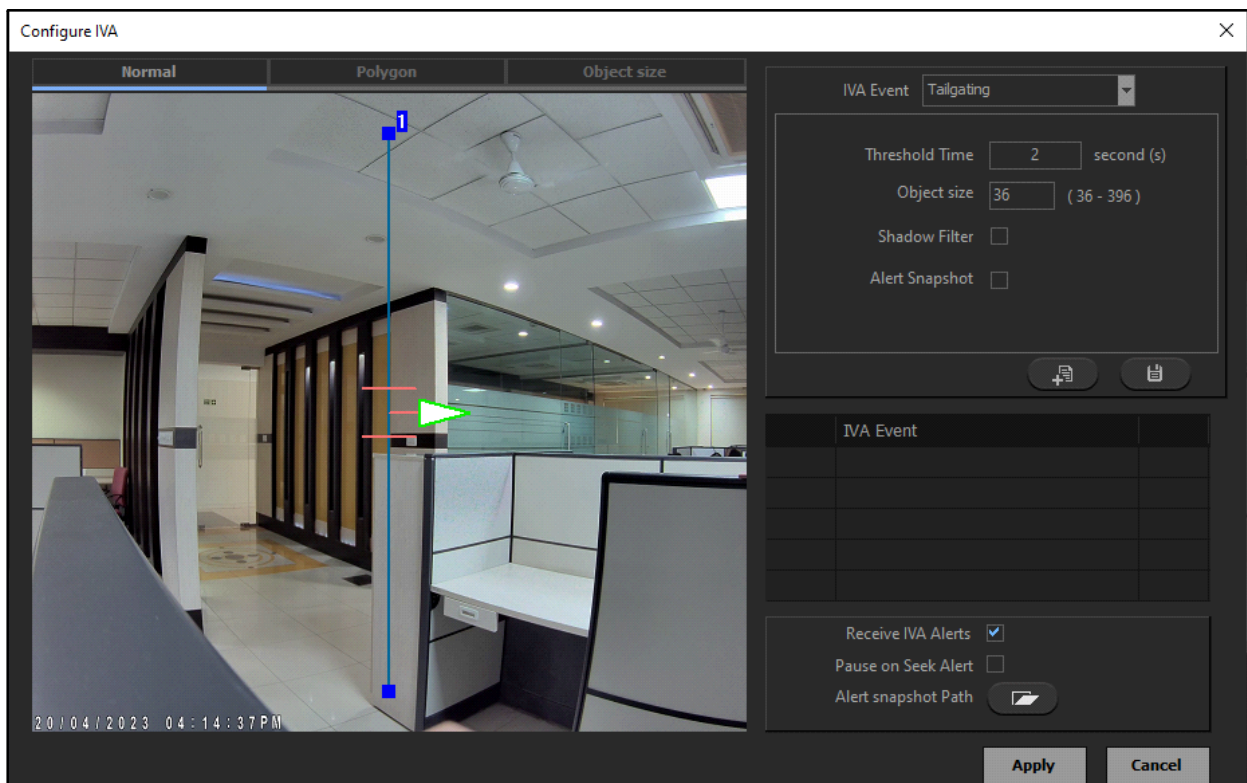 Configure IVA
Normal Polygon Object size
1
20/04/2023 04:14:37PM
IVA Event Tailgating
Threshold Time 2 second (s)
Object size 36 ( 36 - 396 )
Shadow Filter
Alert Snapshot
IVA Event
Receive IVA Alerts
Pause on Seek Alert
Alert snapshot Path
Apply Cancel